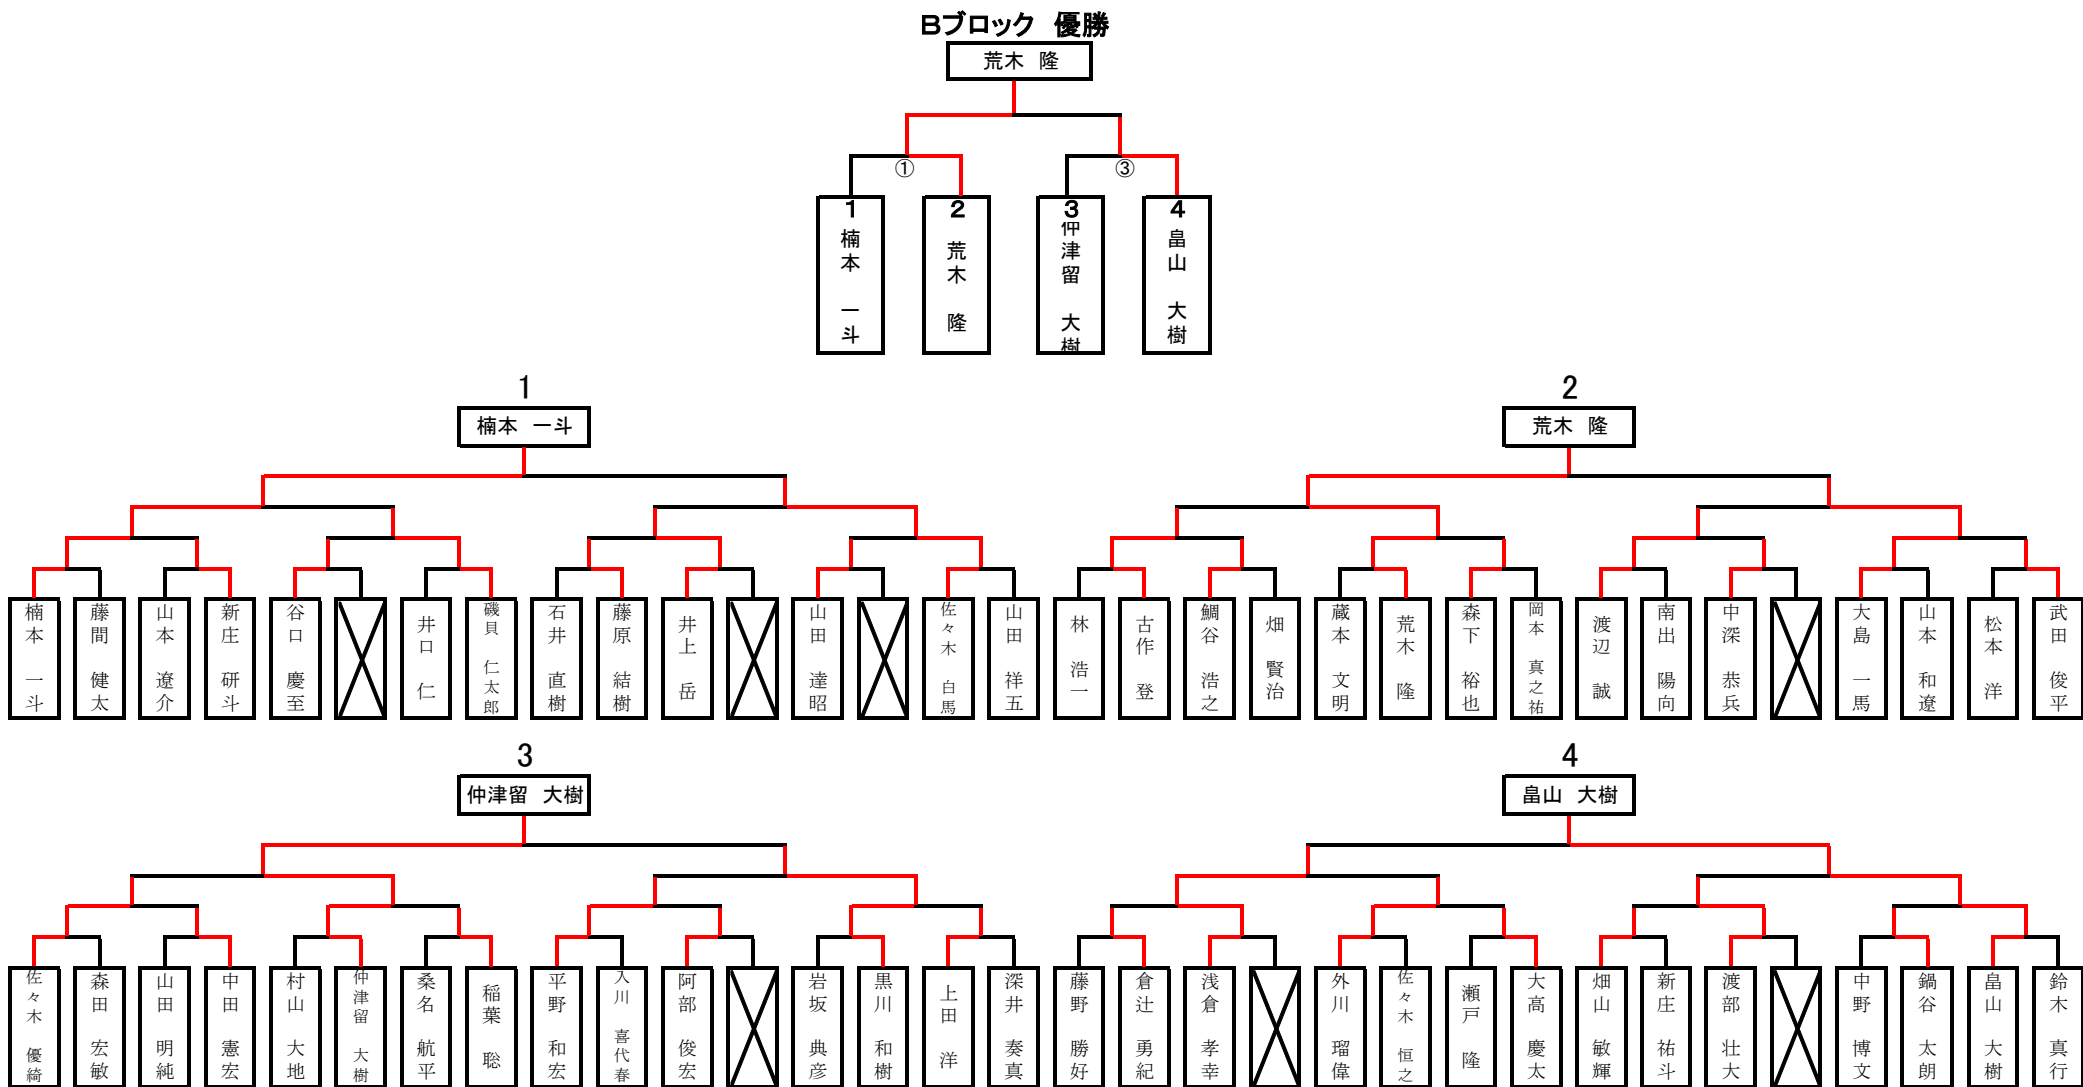 Bブロック 優勝
荒木 隆
①
③
1
楠本 一斗
2
荒木 隆
3
仲津留 大樹
4
畠山 大樹
1
楠本 一斗
2
荒木 隆
楠本 一斗
藤間 健太
山本 遼介
新庄 研斗
谷口 慶至
井口 仁
磯貝 仁太郎
石井 直樹
藤原 結樹
井上 岳
山田 達昭
佐々木 白馬
山田 祥五
林 浩一
古作 登
鯛谷 浩之
畑 賢治
蔵本 文明
荒木 隆
森下 裕也
岡本 真之祐
渡辺 誠
南出 陽向
中深 恭兵
大島 一馬
山本 和遼
松本 洋
武田 俊平
3
仲津留 大樹
4
畠山 大樹
佐々木 優綺
森田 宏敏
山田 明純
中田 憲宏
村山 大地
仲津留 大樹
桑名 航平
稲葉 聡
平野 和宏
入川 喜代春
阿部 俊宏
岩坂 典彦
黒川 和樹
上田 洋
深井 奏真
藤野 勝好
倉辻 勇紀
浅倉 孝幸
外川 瑠偉
佐々木 恒之
瀬戸 隆
大高 慶太
畑山 敏輝
新庄 祐斗
渡部 壮大
中野 博文
鍋谷 太朗
畠山 大樹
鈴木 真行